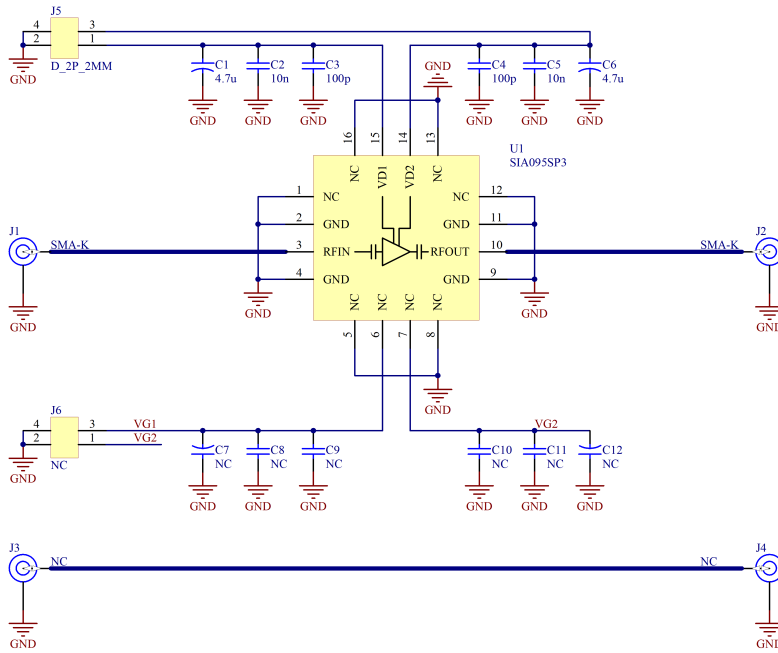 J5
4 3
2 1
D_2P_2MM
GND
C1
4.7u
GND
C2
10n
GND
C3
100p
GND
GND
C4
100p
GND
C5
10n
GND
C6
4.7u
GND
U1
SIA095SP3
16 15 14 13
NC VD1 VD2 NC
1 NC NC 12
2 GND GND 11
3 RFIN RFOUT 10
4 GND GND 9
NC NC NC NC
5 6 7 8
GND
GND
GND
J1
SMA-K
GND
SMA-K
J2
GND
J6
4 3 VG1
2 1 VG2
NC
GND
C7
NC
GND
C8
NC
GND
C9
NC
GND
VG2
C10
NC
GND
C11
NC
GND
C12
NC
GND
J3
NC
GND
NC
J4
GND